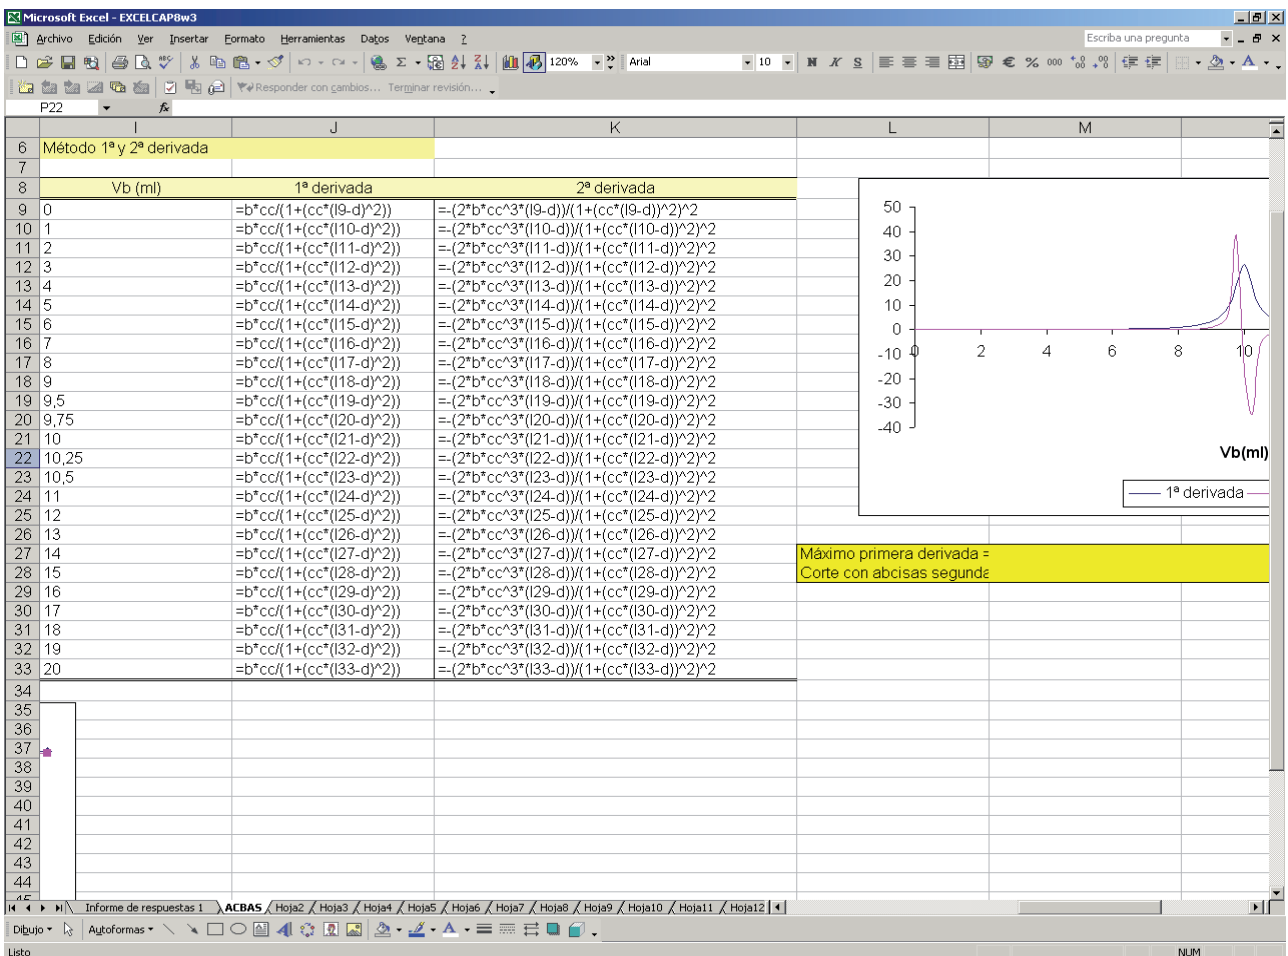 Microsoft Excel - EXCELCAP8w3
Archivo Edición Ver Insertar Formato Herramientas Datos Ventana ?
Escriba una pregunta
120% Arial 10 N K S € % 000
Responder con cambios... Terminar revisión...
P22 fx
I J K L M
6 Método 1ª y 2ª derivada
7
8 Vb (ml) 1ª derivada 2ª derivada
9 0 =b*cc/(1+(cc*(I9-d)^2)) =-(2*b*cc^3*(I9-d))/(1+(cc*(I9-d))^2)^2
10 1 =b*cc/(1+(cc*(I10-d)^2)) =-(2*b*cc^3*(I10-d))/(1+(cc*(I10-d))^2)^2
11 2 =b*cc/(1+(cc*(I11-d)^2)) =-(2*b*cc^3*(I11-d))/(1+(cc*(I11-d))^2)^2
12 3 =b*cc/(1+(cc*(I12-d)^2)) =-(2*b*cc^3*(I12-d))/(1+(cc*(I12-d))^2)^2
13 4 =b*cc/(1+(cc*(I13-d)^2)) =-(2*b*cc^3*(I13-d))/(1+(cc*(I13-d))^2)^2
14 5 =b*cc/(1+(cc*(I14-d)^2)) =-(2*b*cc^3*(I14-d))/(1+(cc*(I14-d))^2)^2
15 6 =b*cc/(1+(cc*(I15-d)^2)) =-(2*b*cc^3*(I15-d))/(1+(cc*(I15-d))^2)^2
16 7 =b*cc/(1+(cc*(I16-d)^2)) =-(2*b*cc^3*(I16-d))/(1+(cc*(I16-d))^2)^2
17 8 =b*cc/(1+(cc*(I17-d)^2)) =-(2*b*cc^3*(I17-d))/(1+(cc*(I17-d))^2)^2
18 9 =b*cc/(1+(cc*(I18-d)^2)) =-(2*b*cc^3*(I18-d))/(1+(cc*(I18-d))^2)^2
19 9,5 =b*cc/(1+(cc*(I19-d)^2)) =-(2*b*cc^3*(I19-d))/(1+(cc*(I19-d))^2)^2
20 9,75 =b*cc/(1+(cc*(I20-d)^2)) =-(2*b*cc^3*(I20-d))/(1+(cc*(I20-d))^2)^2
21 10 =b*cc/(1+(cc*(I21-d)^2)) =-(2*b*cc^3*(I21-d))/(1+(cc*(I21-d))^2)^2
22 10,25 =b*cc/(1+(cc*(I22-d)^2)) =-(2*b*cc^3*(I22-d))/(1+(cc*(I22-d))^2)^2
23 10,5 =b*cc/(1+(cc*(I23-d)^2)) =-(2*b*cc^3*(I23-d))/(1+(cc*(I23-d))^2)^2
24 11 =b*cc/(1+(cc*(I24-d)^2)) =-(2*b*cc^3*(I24-d))/(1+(cc*(I24-d))^2)^2
25 12 =b*cc/(1+(cc*(I25-d)^2)) =-(2*b*cc^3*(I25-d))/(1+(cc*(I25-d))^2)^2
26 13 =b*cc/(1+(cc*(I26-d)^2)) =-(2*b*cc^3*(I26-d))/(1+(cc*(I26-d))^2)^2
27 14 =b*cc/(1+(cc*(I27-d)^2)) =-(2*b*cc^3*(I27-d))/(1+(cc*(I27-d))^2)^2
28 15 =b*cc/(1+(cc*(I28-d)^2)) =-(2*b*cc^3*(I28-d))/(1+(cc*(I28-d))^2)^2
29 16 =b*cc/(1+(cc*(I29-d)^2)) =-(2*b*cc^3*(I29-d))/(1+(cc*(I29-d))^2)^2
30 17 =b*cc/(1+(cc*(I30-d)^2)) =-(2*b*cc^3*(I30-d))/(1+(cc*(I30-d))^2)^2
31 18 =b*cc/(1+(cc*(I31-d)^2)) =-(2*b*cc^3*(I31-d))/(1+(cc*(I31-d))^2)^2
32 19 =b*cc/(1+(cc*(I32-d)^2)) =-(2*b*cc^3*(I32-d))/(1+(cc*(I32-d))^2)^2
33 20 =b*cc/(1+(cc*(I33-d)^2)) =-(2*b*cc^3*(I33-d))/(1+(cc*(I33-d))^2)^2
34
35
36
37
38
39
40
41
42
43
44
45
50
40
30
20
10
0
-10
-20
-30
-40
0 2 4 6 8 10
Vb(ml)
1ª derivada
Máximo primera derivada =
Corte con abcisas segunda
Informe de respuestas 1 ACBAS Hoja2 Hoja3 Hoja4 Hoja5 Hoja6 Hoja7 Hoja8 Hoja9 Hoja10 Hoja11 Hoja12
Dibujo Autoformas
Listo NUM